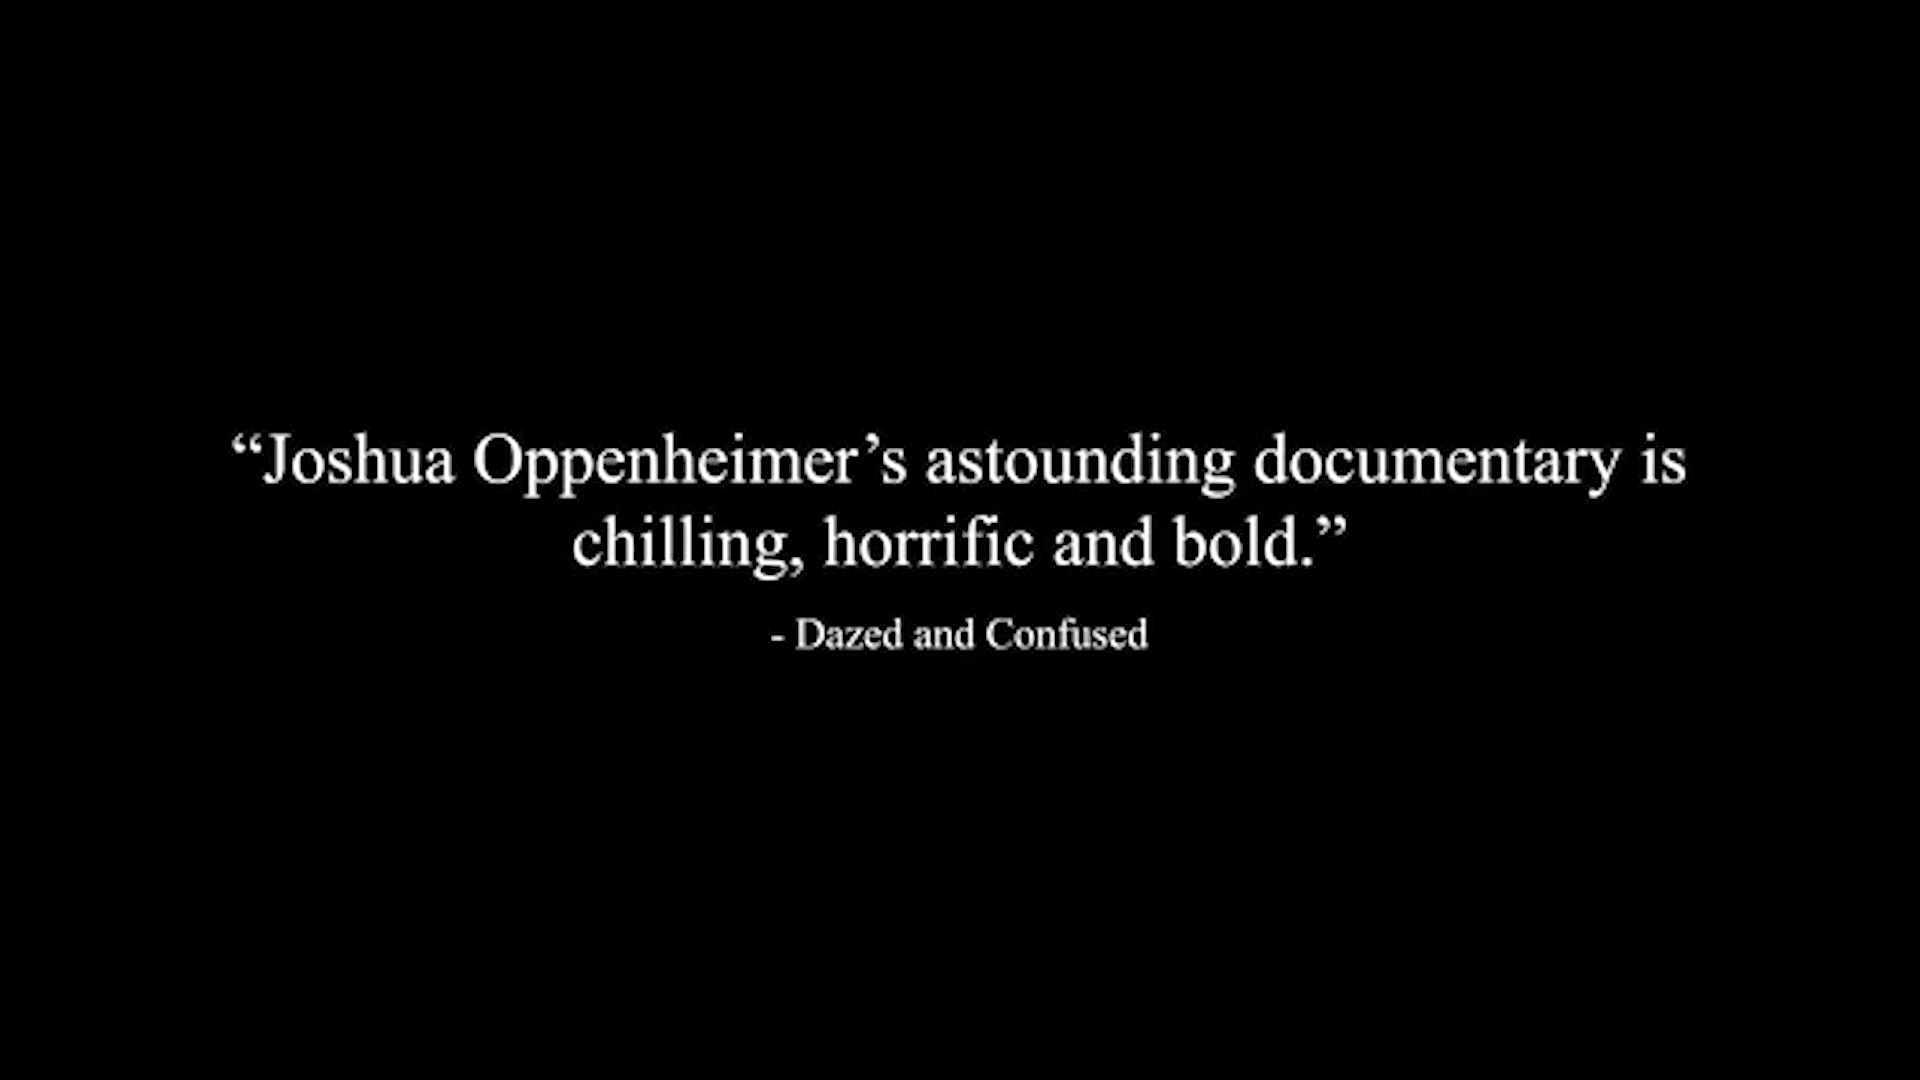 “Joshua Oppenheimer’s astounding documentary is
chilling, horrific and bold.”
- Dazed and Confused